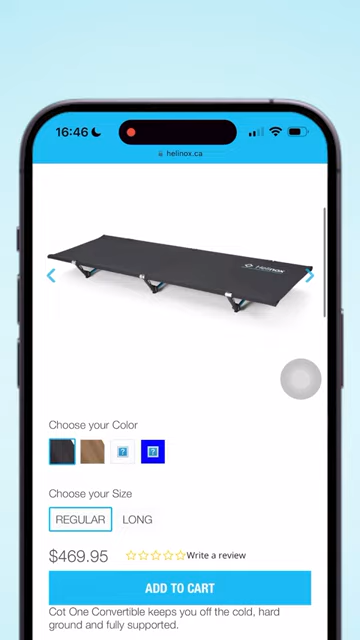 16:46
helinox.ca
Helinox
Choose your Color
? ?
Choose your Size
REGULAR LONG
$469.95 Write a review
ADD TO CART
Cot One Convertible keeps you off the cold, hard
ground and fully supported.